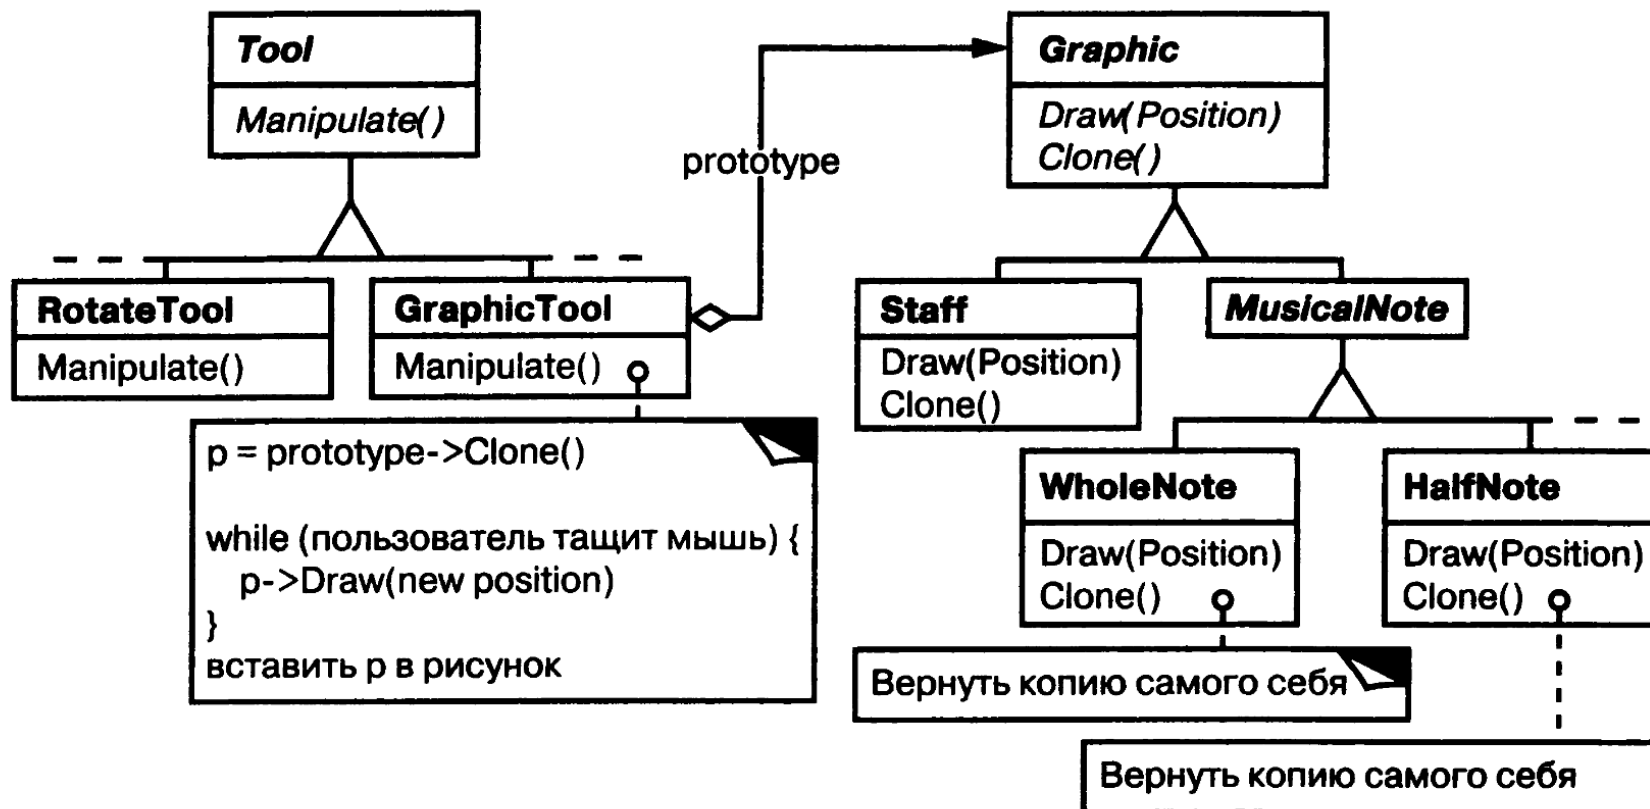 Tool
Manipulate()
prototype
Graphic
Draw(Position)
Clone()
RotateTool
Manipulate()
GraphicTool
Manipulate()
Staff
Draw(Position)
Clone()
MusicalNote
p = prototype->Clone()
while (пользователь тащит мышь) {
p->Draw(new position)
}
вставить p в рисунок
WholeNote
Draw(Position)
Clone()
HalfNote
Draw(Position)
Clone()
Вернуть копию самого себя
Вернуть копию самого себя